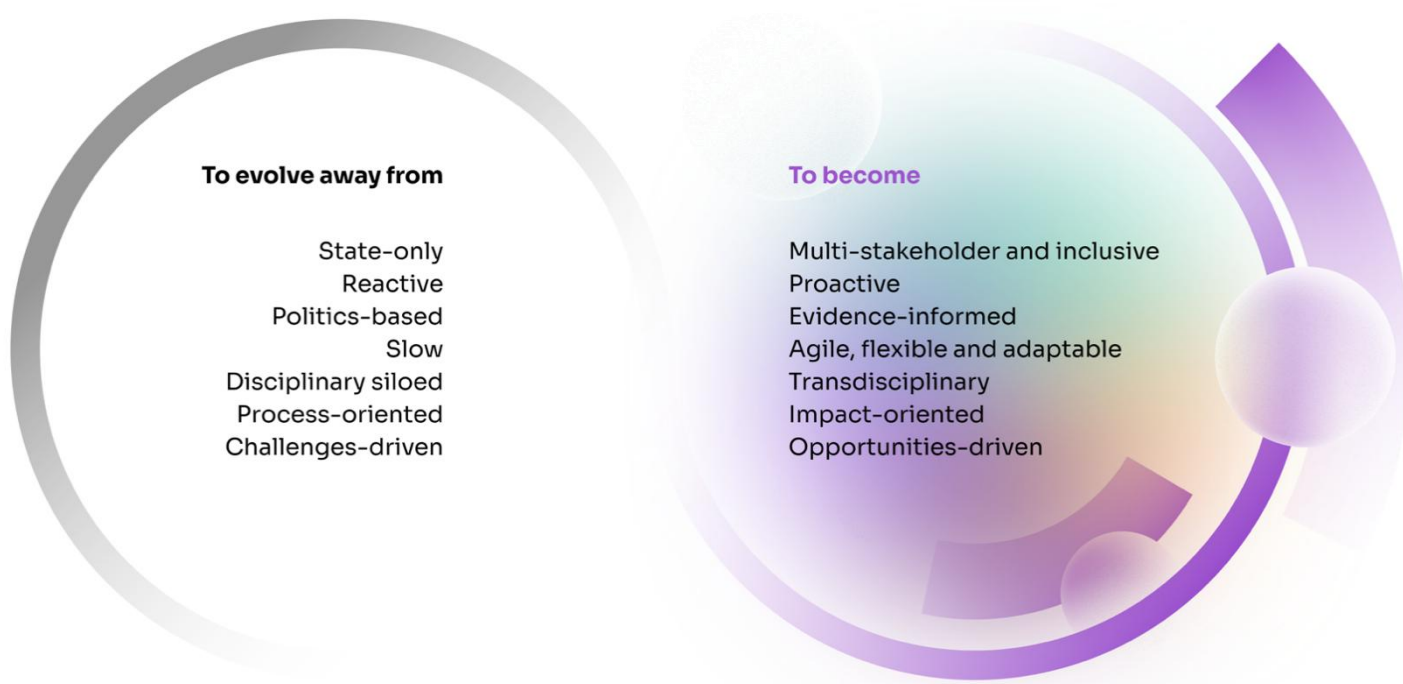 To evolve away from
State-only
Reactive
Politics-based
Slow
Disciplinary siloed
Process-oriented
Challenges-driven
To become
Multi-stakeholder and inclusive
Proactive
Evidence-informed
Agile, flexible and adaptable
Transdisciplinary
Impact-oriented
Opportunities-driven